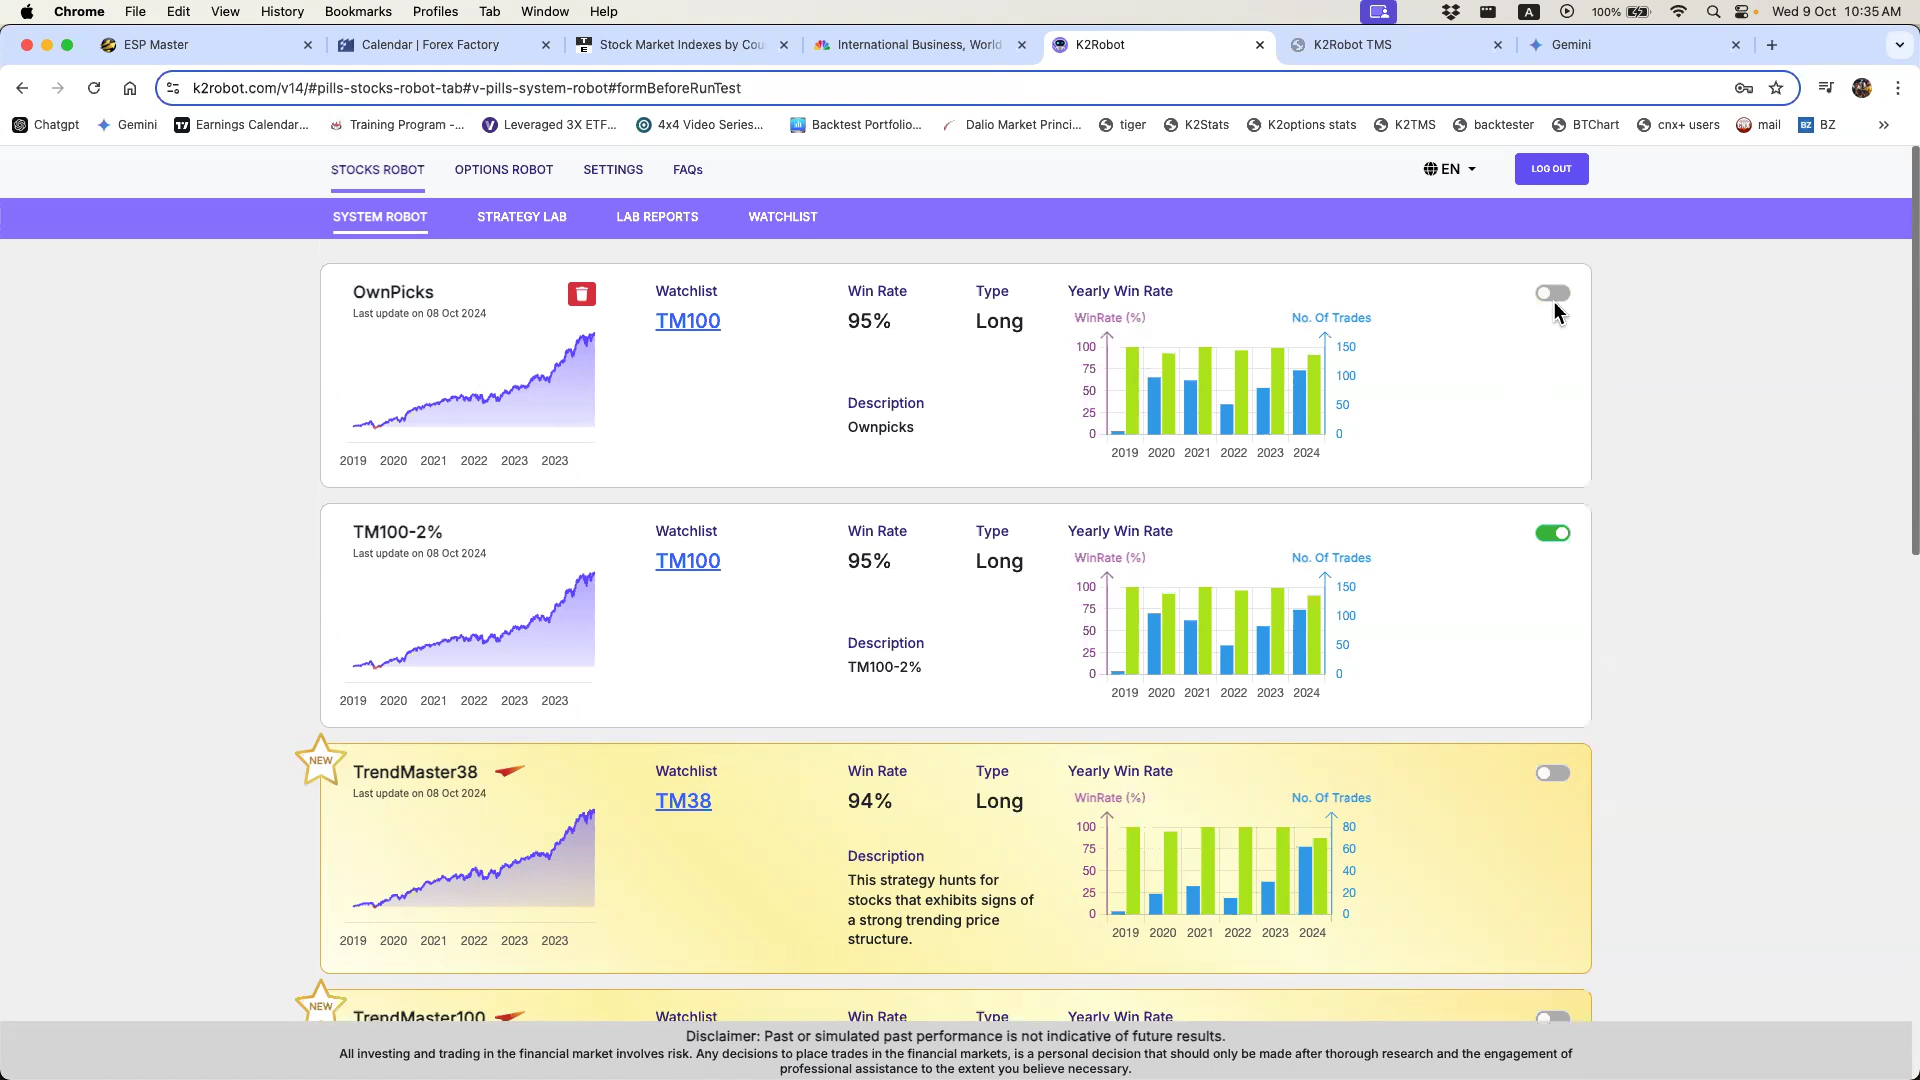 Chrome File Edit View History Bookmarks Profiles Tab Window Help A 100% Wed 9 Oct 10:35 AM
ESP Master Calendar | Forex Factory Stock Market Indexes by Cou International Business, World K2Robot K2Robot TMS Gemini
k2robot.com/v14/#pills-stocks-robot-tab#v-pills-system-robot#formBeforeRunTest
Chatgpt Gemini Earnings Calendar... Training Program -... Leveraged 3X ETF... 4x4 Video Series... Backtest Portfolio... Dalio Market Princi... tiger K2Stats K2options stats K2TMS backtester BTChart cnx+ users mail BZ BZ
STOCKS ROBOT OPTIONS ROBOT SETTINGS FAQs EN LOG OUT
SYSTEM ROBOT STRATEGY LAB LAB REPORTS WATCHLIST
OwnPicks Watchlist Win Rate Type Yearly Win Rate
Last update on 08 Oct 2024
TM100 95% Long
WinRate (%) No. Of Trades
100 150
75 100
50
25 50
0 0
Description
Ownpicks
2019 2020 2021 2022 2023 2024
2019 2020 2021 2022 2023 2023
TM100-2% Watchlist Win Rate Type Yearly Win Rate
Last update on 08 Oct 2024
TM100 95% Long
WinRate (%) No. Of Trades
100 150
75 100
50
25 50
0 0
Description
TM100-2%
2019 2020 2021 2022 2023 2024
2019 2020 2021 2022 2023 2023
NEW
TrendMaster38 Watchlist Win Rate Type Yearly Win Rate
Last update on 08 Oct 2024
TM38 94% Long
WinRate (%) No. Of Trades
100 80
75 60
50 40
25 20
0 0
Description
This strategy hunts for
stocks that exhibits signs of
a strong trending price
structure.
2019 2020 2021 2022 2023 2024
2019 2020 2021 2022 2023 2023
NEW
TrendMaster100 Watchlist Win Rate Type Yearly Win Rate
Disclaimer: Past or simulated past performance is not indicative of future results.
All investing and trading in the financial market involves risk. Any decisions to place trades in the financial markets, is a personal decision that should only be made after thorough research and the engagement of
professional assistance to the extent you believe necessary.